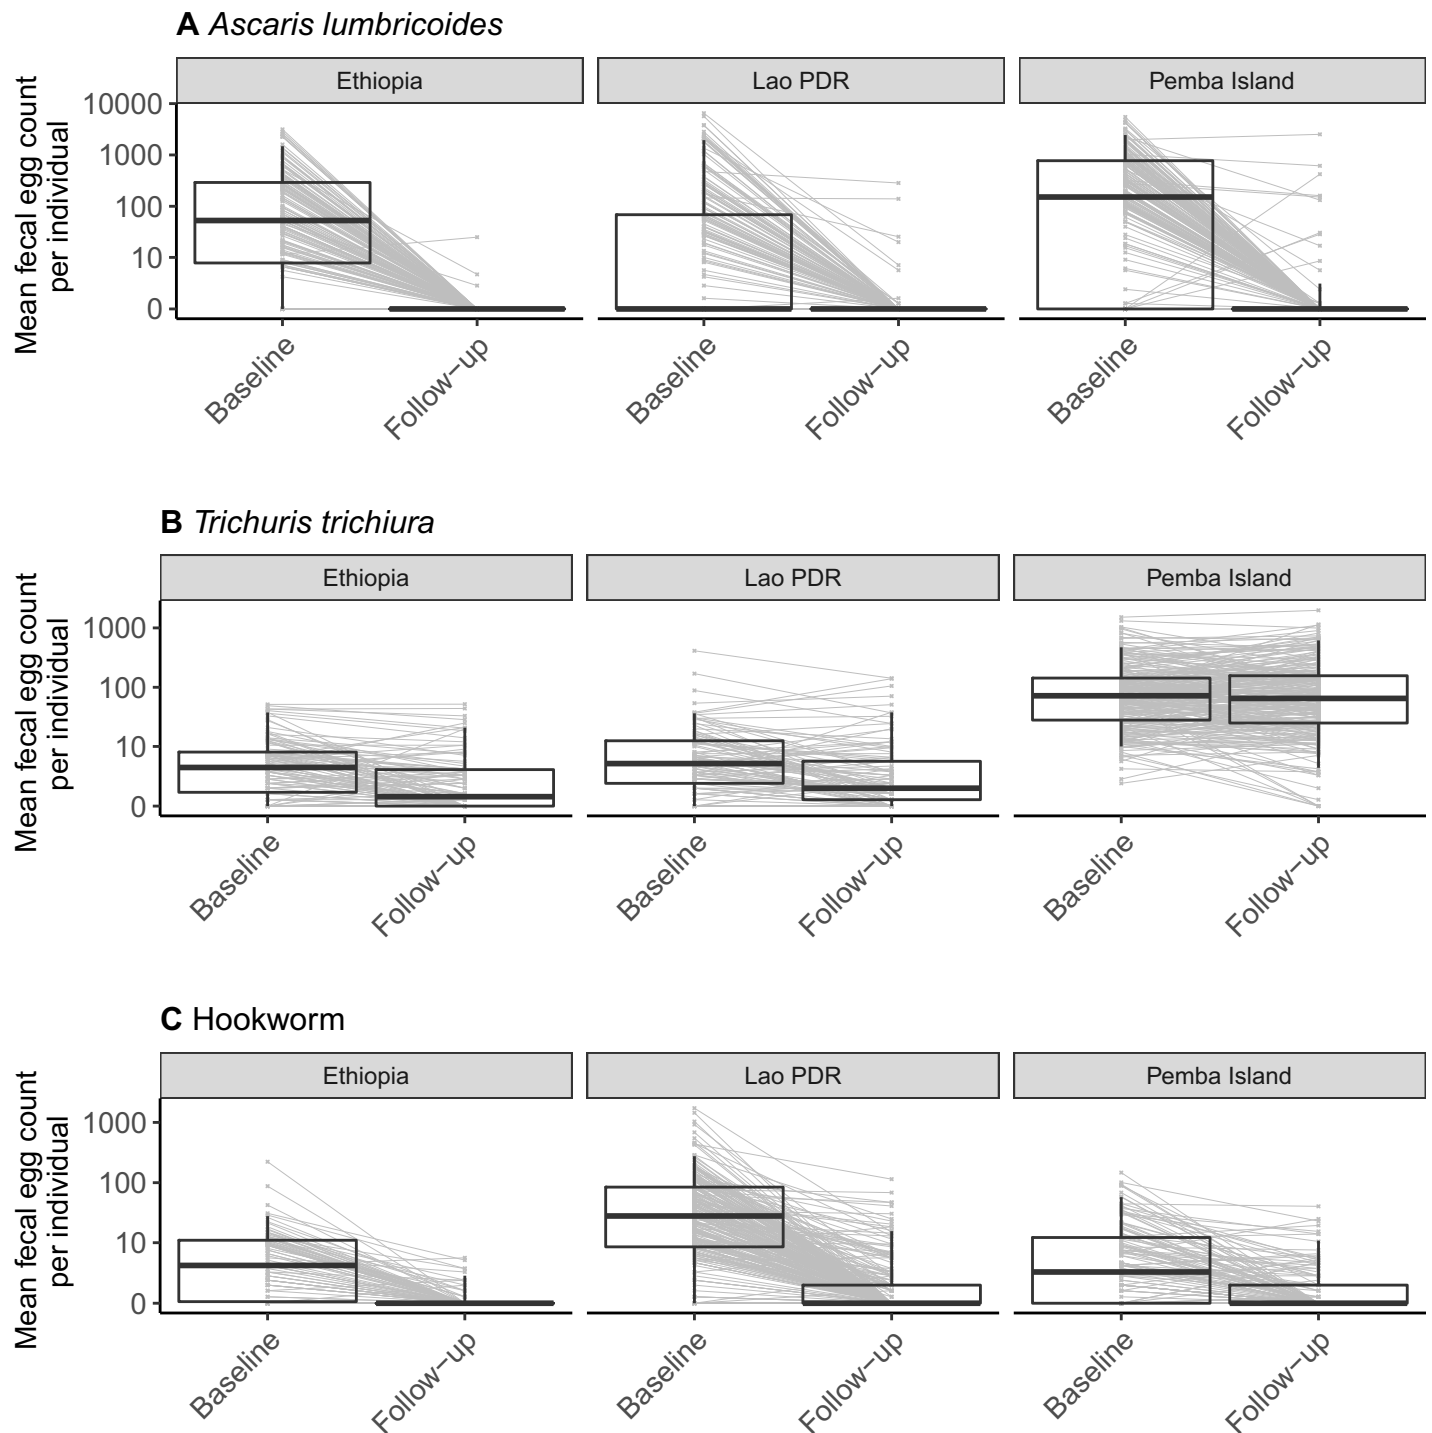 A Ascaris lumbricoides
Ethiopia
Lao PDR
Pemba Island
Mean fecal egg count
per individual
10000
1000
100
10
0
Baseline
Follow−up
Baseline
Follow−up
Baseline
Follow−up
B Trichuris trichiura
Ethiopia
Lao PDR
Pemba Island
Mean fecal egg count
per individual
1000
100
10
0
Baseline
Follow−up
Baseline
Follow−up
Baseline
Follow−up
C Hookworm
Ethiopia
Lao PDR
Pemba Island
Mean fecal egg count
per individual
1000
100
10
0
Baseline
Follow−up
Baseline
Follow−up
Baseline
Follow−up